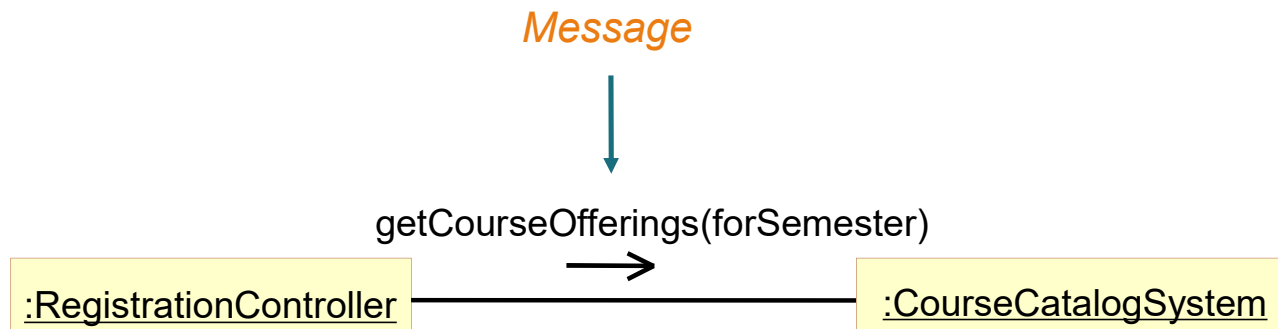 Message
getCourseOfferings(forSemester)
:RegistrationController
:CourseCatalogSystem